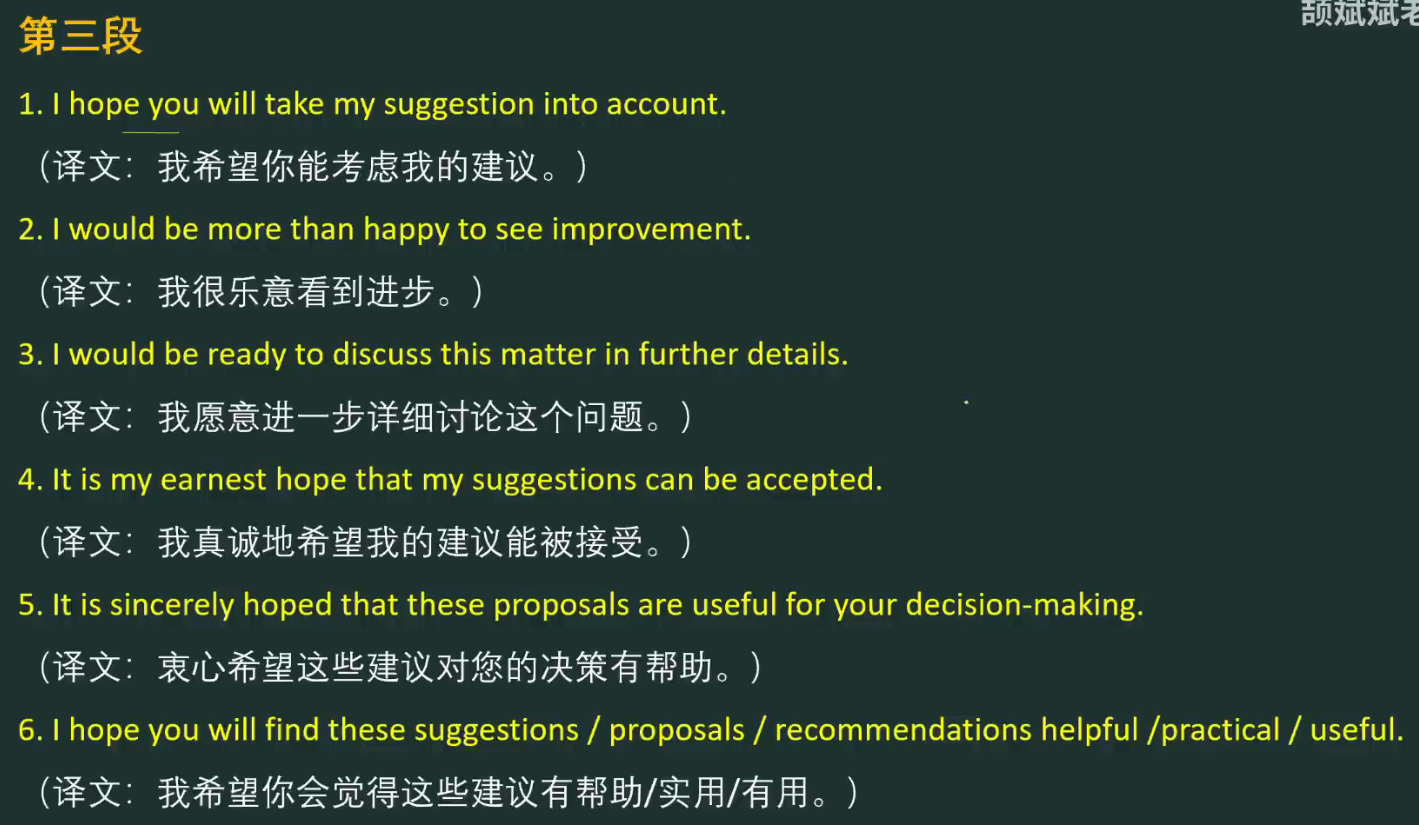 第三段
颉斌斌老
1. I hope you will take my suggestion into account.
（译文：我希望你能考虑我的建议。）
2. I would be more than happy to see improvement.
（译文：我很乐意看到进步。）
3. I would be ready to discuss this matter in further details.
（译文：我愿意进一步详细讨论这个问题。）
4. It is my earnest hope that my suggestions can be accepted.
（译文：我真诚地希望我的建议能被接受。）
5. It is sincerely hoped that these proposals are useful for your decision-making.
（译文：衷心希望这些建议对您的决策有帮助。）
6. I hope you will find these suggestions / proposals / recommendations helpful /practical / useful.
（译文：我希望你会觉得这些建议有帮助/实用/有用。）